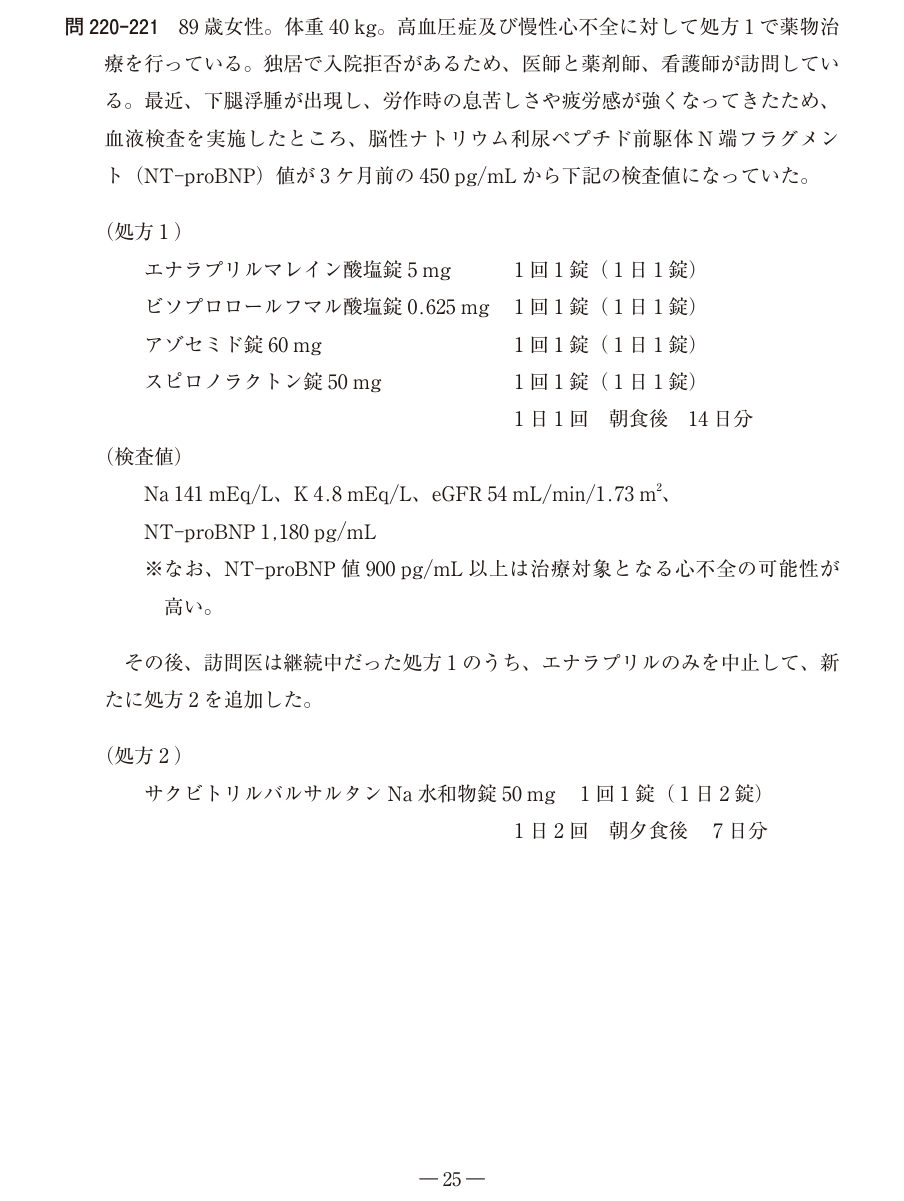 問 220-221 89 歳女性。体重 40 kg。高血圧症及び慢性心不全に対して処方 1 で薬物治
療を行っている。独居で入院拒否があるため、医師と薬剤師、看護師が訪問してい
る。最近、下腿浮腫が出現し、労作時の息苦しさや疲労感が強くなってきたため、
血液検査を実施したところ、脳性ナトリウム利尿ペプチド前駆体 N 端フラグメン
ト（NT-proBNP）値が 3 ケ月前の 450 pg/mL から下記の検査値になっていた。
（処方 1 ）
エナラプリルマレイン酸塩錠 5 mg 1 回 1 錠（ 1 日 1 錠）
ビソプロロールフマル酸塩錠 0.625 mg 1 回 1 錠（ 1 日 1 錠）
アゾセミド錠 60 mg 1 回 1 錠（ 1 日 1 錠）
スピロノラクトン錠 50 mg 1 回 1 錠（ 1 日 1 錠）
1 日 1 回 朝食後 14 日分
（検査値）
Na 141 mEq/L、K 4.8 mEq/L、eGFR 54 mL/min/1.73 m²、
NT-proBNP 1,180 pg/mL
※なお、NT-proBNP 値 900 pg/mL 以上は治療対象となる心不全の可能性が
高い。
その後、訪問医は継続中だった処方 1 のうち、エナラプリルのみを中止して、新
たに処方 2 を追加した。
（処方 2 ）
サクビトリルバルサルタン Na 水和物錠 50 mg 1 回 1 錠（ 1 日 2 錠）
1 日 2 回 朝夕食後 7 日分
― 25 ―